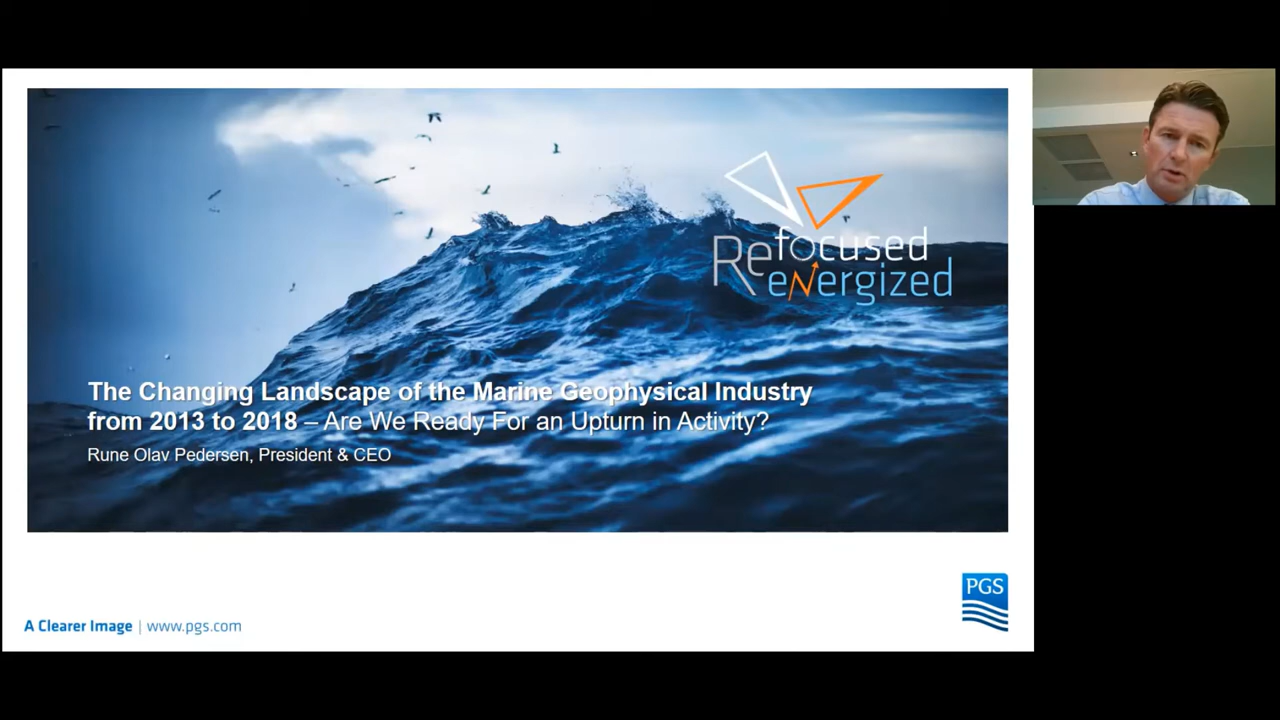 Refocused
energized
The Changing Landscape of the Marine Geophysical Industry
from 2013 to 2018 – Are We Ready For an Upturn in Activity?
Rune Olav Pedersen, President & CEO
PGS
A Clearer Image | www.pgs.com